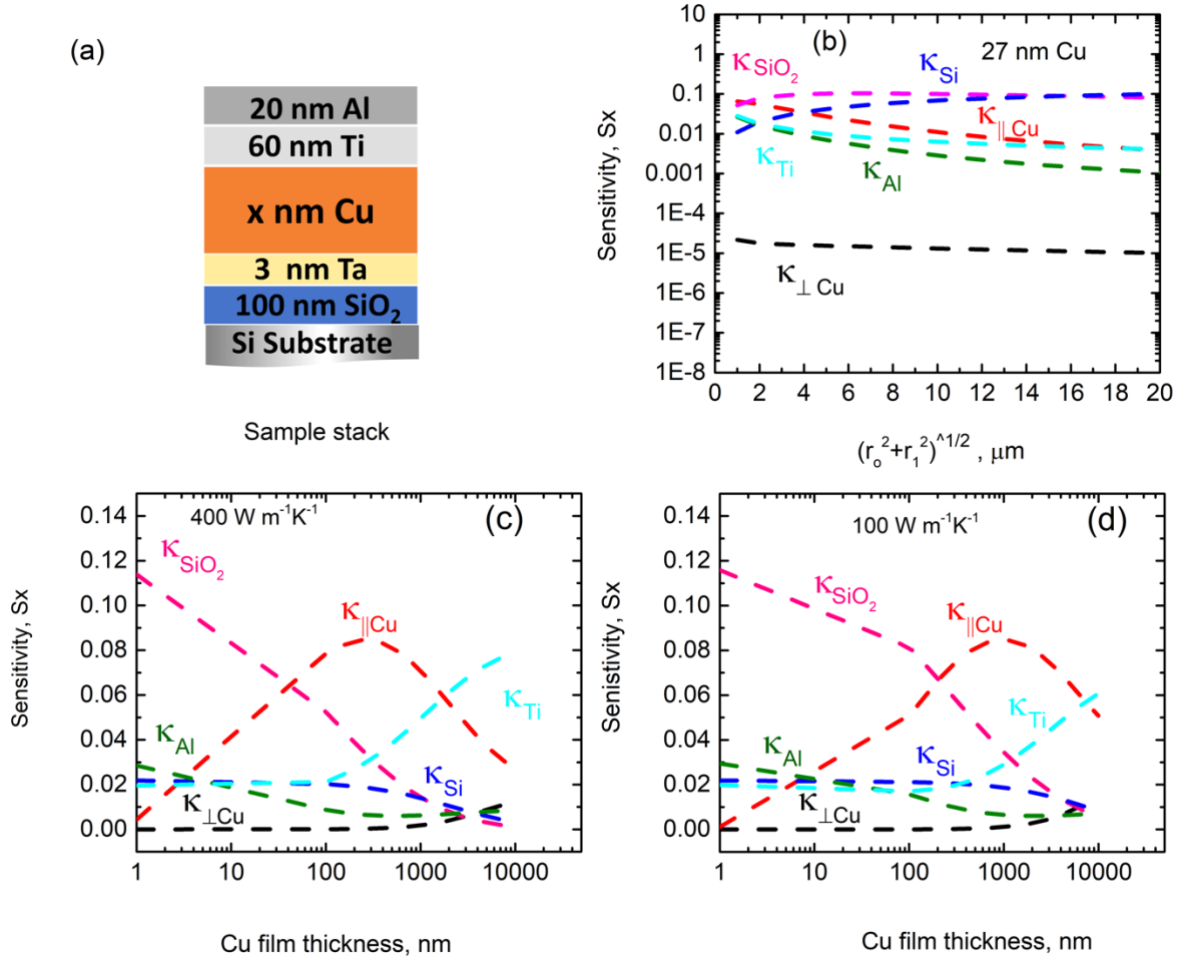 (a)
20 nm Al
60 nm Ti
x nm Cu
3 nm Ta
100 nm SiO₂
Si Substrate
Sample stack
(b)
27 nm Cu
κSiO₂
κSi
κ||Cu
κTi
κAl
κ⊥Cu
Sensitivity, Sx
10
1
0.1
0.01
0.001
1E-4
1E-5
1E-6
1E-7
1E-8
0 2 4 6 8 10 12 14 16 18 20
(r₀²+r₁²)^1/2 , μm
(c)
400 W m⁻¹K⁻¹
κSiO₂
κ||Cu
κTi
κAl
κSi
κ⊥Cu
Sensitivity, Sx
0.14
0.12
0.10
0.08
0.06
0.04
0.02
0.00
1 10 100 1000 10000
Cu film thickness, nm
(d)
100 W m⁻¹K⁻¹
κSiO₂
κ||Cu
κTi
κAl
κSi
κ⊥Cu
Senistivity, Sx
0.14
0.12
0.10
0.08
0.06
0.04
0.02
0.00
1 10 100 1000 10000
Cu film thickness, nm